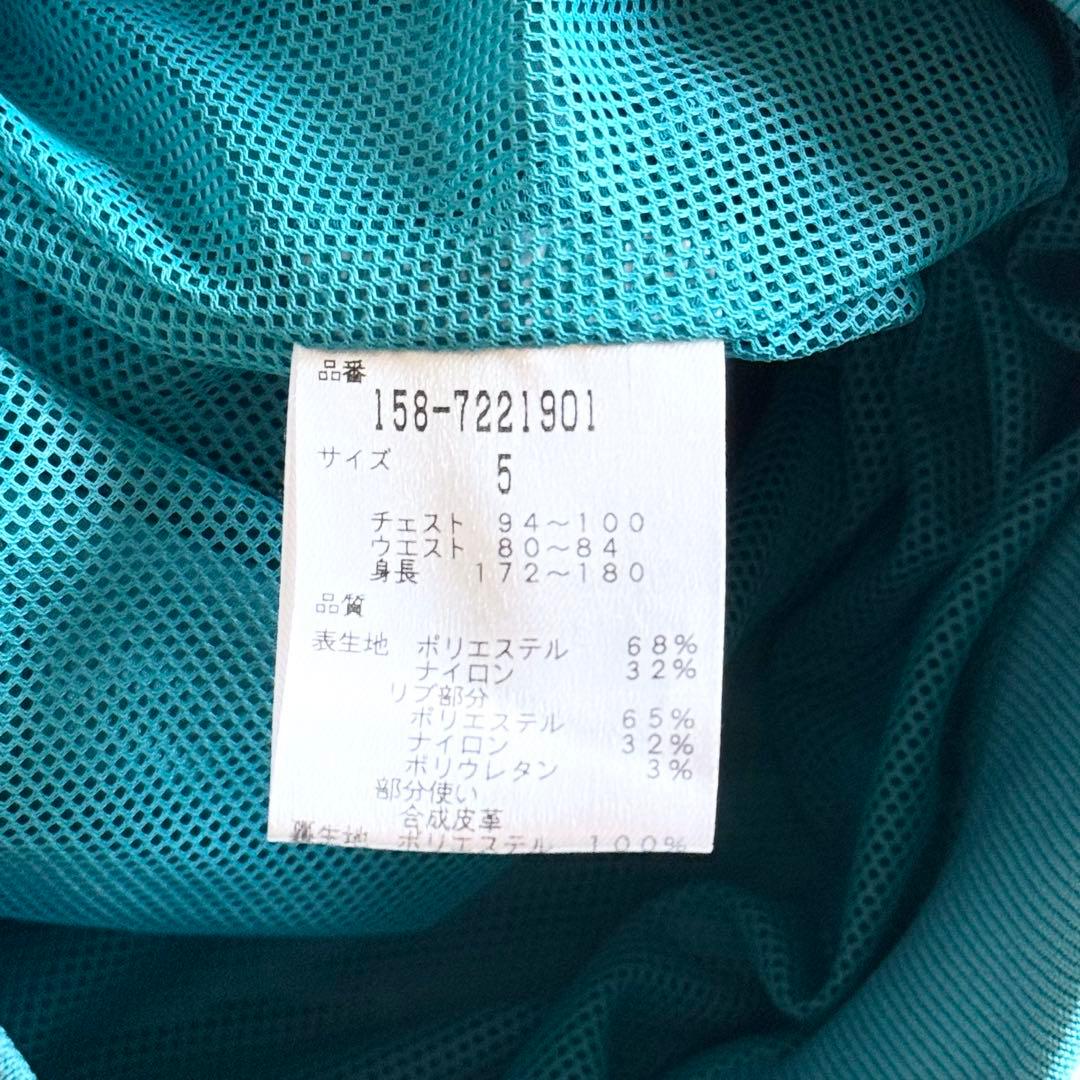 品番
158-7221901
サイズ 5
チェスト 94～100
ウエスト 80～84
身長 172～180
品質
表生地 ポリエステル 68%
ナイロン 32%
リブ部分
ポリエステル 65%
ナイロン 32%
ポリウレタン 3%
部分使い
合成皮革
生地 ポリエステル 100%